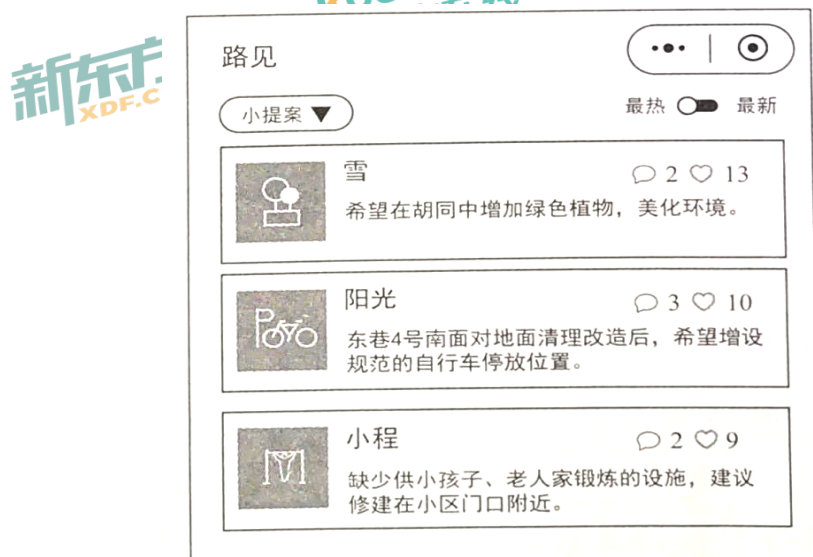 新东方
XDF.C
路见
小提案
最热 最新
雪
2 13
希望在胡同中增加绿色植物，美化环境。
阳光
3 10
东巷4号南面对地面清理改造后，希望增设
规范的自行车停放位置。
小程
2 9
缺少供小孩子、老人家锻炼的设施，建议
修建在小区门口附近。